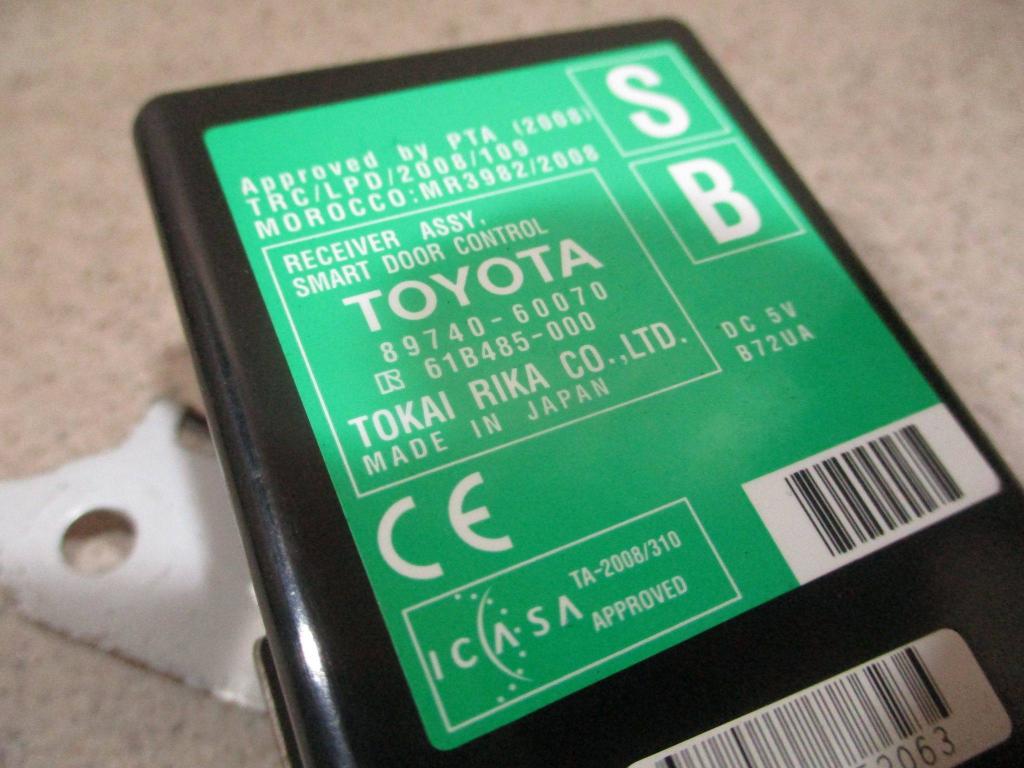 Approved by PTA (2008)
TRC/LPD/2008/109
MOROCCO:MR3982/2008
S
B
RECEIVER ASSY.
SMART DOOR CONTROL
TOYOTA
89740-60070
61B485-000
TOKAI RIKA CO.,LTD.
MADE IN JAPAN
DC 5V
B72UA
CE
ICASA
TA-2008/310
APPROVED
2063